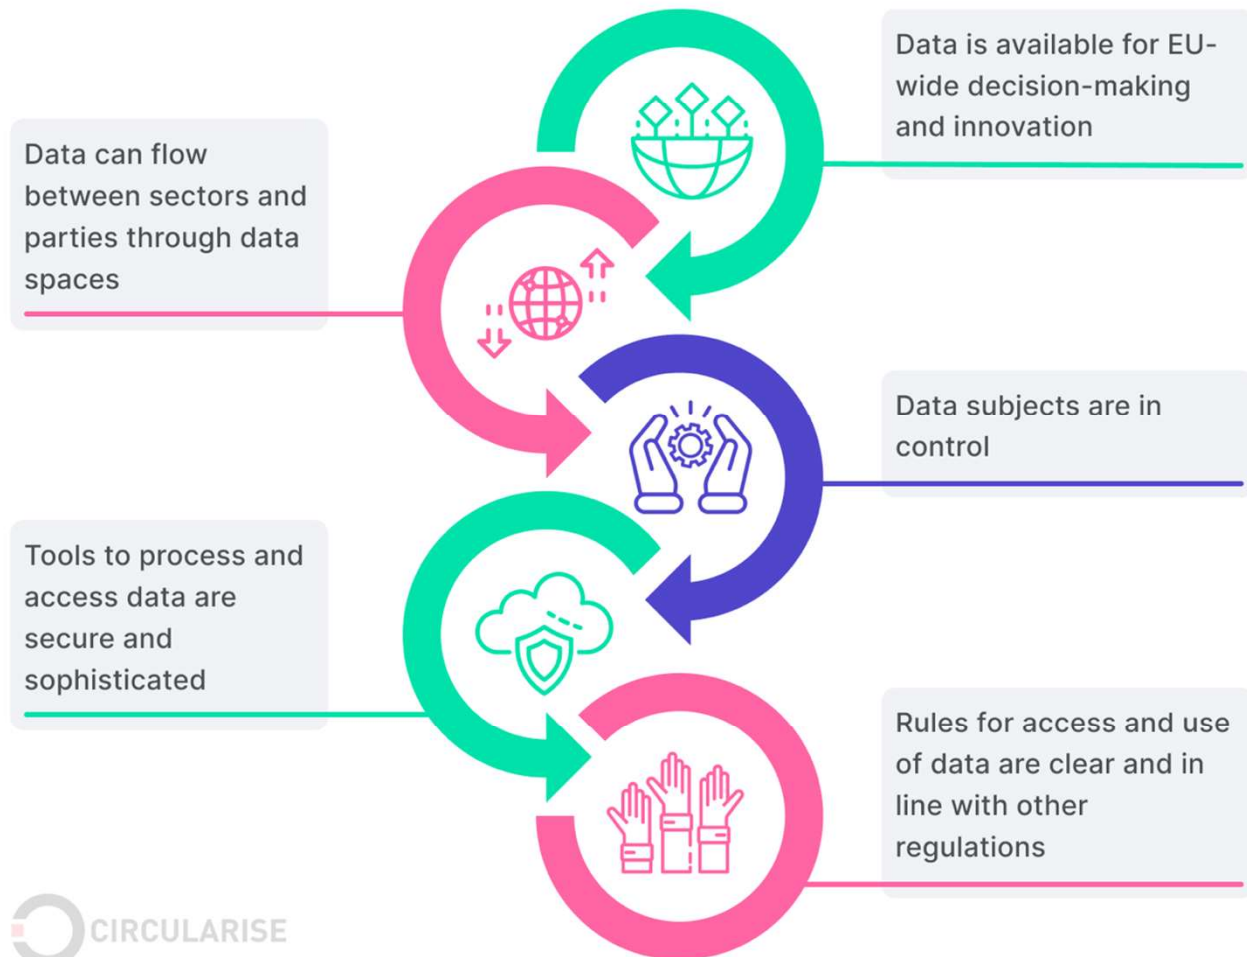 Data is available for EU-
wide decision-making
and innovation
Data can flow
between sectors and
parties through data
spaces
Data subjects are in
control
Tools to process and
access data are
secure and
sophisticated
Rules for access and use
of data are clear and in
line with other
regulations
CIRCULARISE